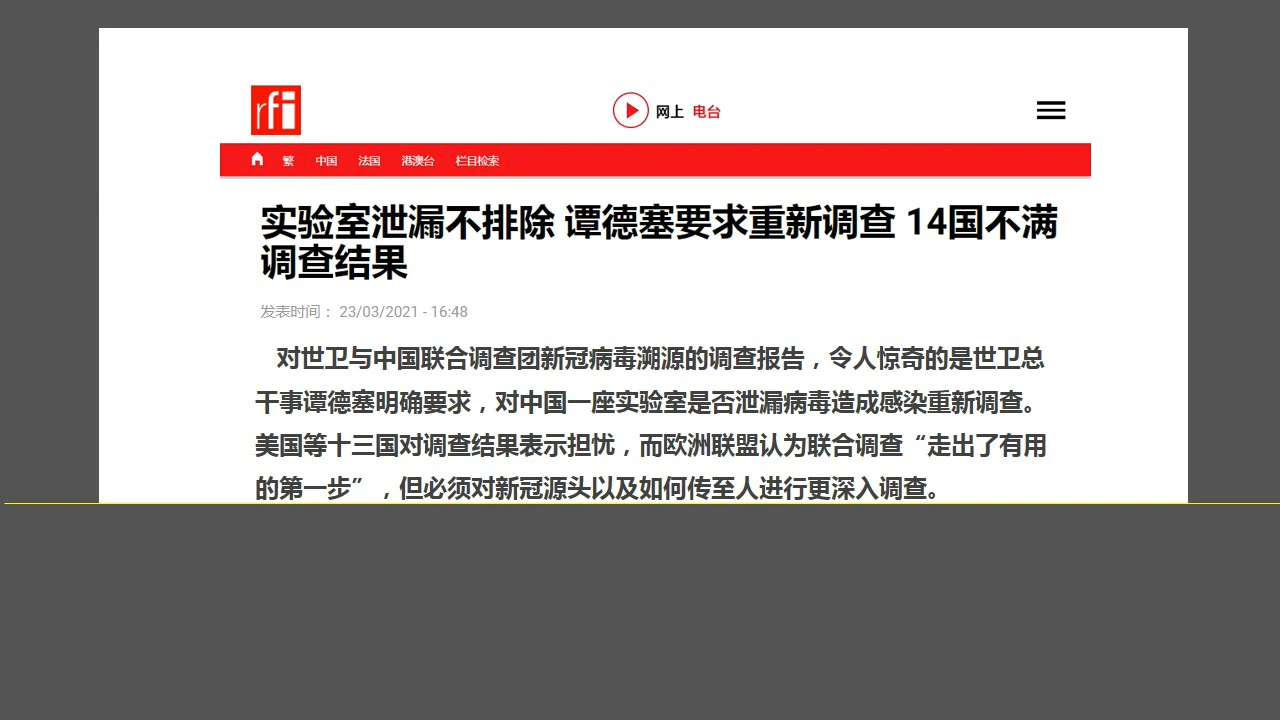 rfi
网上 电台
繁 中国 法国 港澳台 栏目检索
实验室泄漏不排除 谭德塞要求重新调查 14国不满
调查结果
发表时间： 23/03/2021 - 16:48
对世卫与中国联合调查团新冠病毒溯源的调查报告，令人惊奇的是世卫总
干事谭德塞明确要求，对中国一座实验室是否泄漏病毒造成感染重新调查。
美国等十三国对调查结果表示担忧，而欧洲联盟认为联合调查“走出了有用
的第一步”，但必须对新冠源头以及如何传至人进行更深入调查。